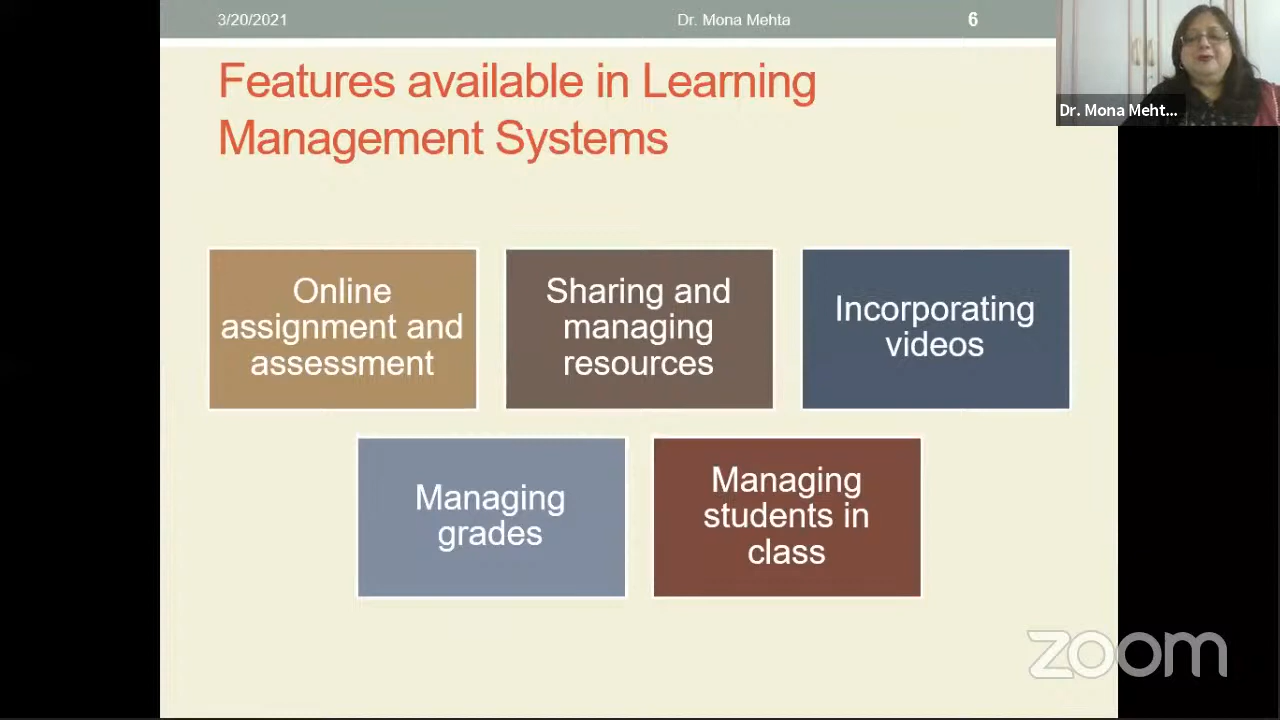 3/20/2021
Dr. Mona Mehta
6
Dr. Mona Meht...
Features available in Learning
Management Systems
Online
assignment and
assessment
Sharing and
managing
resources
Incorporating
videos
Managing
grades
Managing
students in
class
zoom